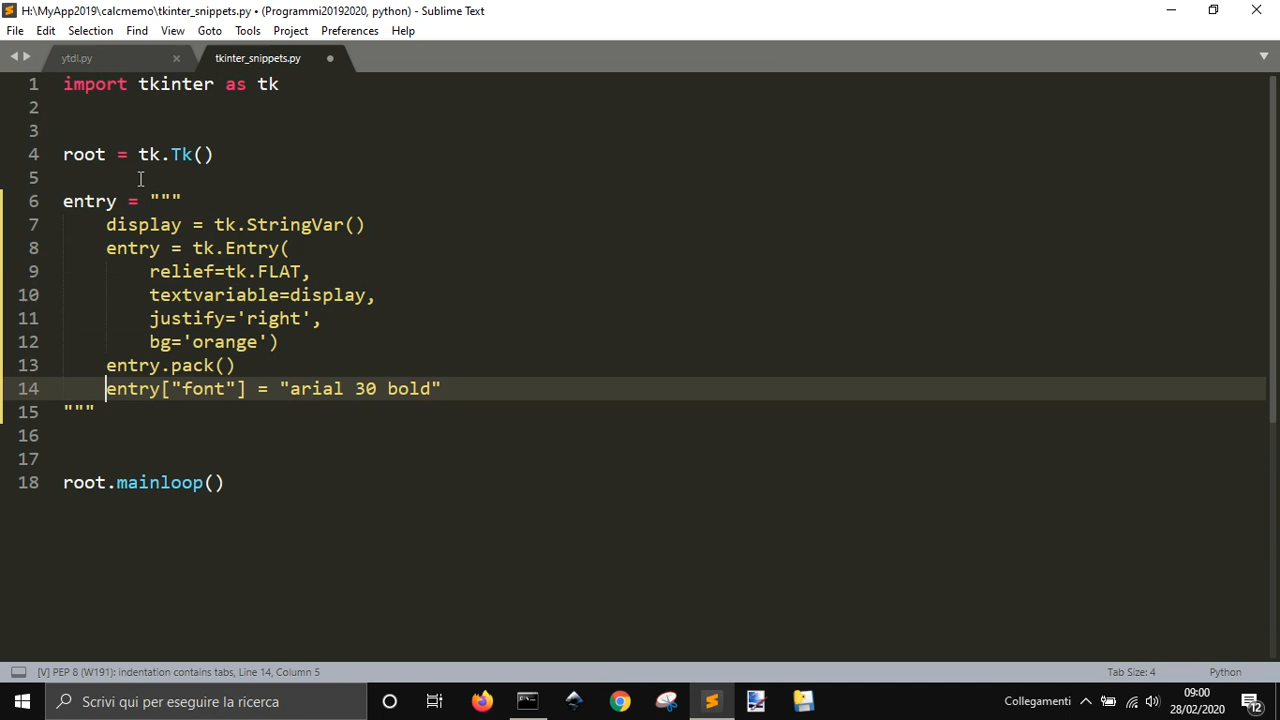 H:\MyApp2019\calcmemo\tkinter_snippets.py • (Programmi20192020, python) - Sublime Text
File Edit Selection Find View Goto Tools Project Preferences Help
ytdl.py × tkinter_snippets.py
1 import tkinter as tk
2
3
4 root = tk.Tk()
5
6 entry = """
7 display = tk.StringVar()
8 entry = tk.Entry(
9 relief=tk.FLAT,
10 textvariable=display,
11 justify='right',
12 bg='orange')
13 entry.pack()
14 entry["font"] = "arial 30 bold"
15 """
16
17
18 root.mainloop()
[V] PEP 8 (W191): indentation contains tabs, Line 14, Column 5 Tab Size: 4 Python
Scrivi qui per eseguire la ricerca Collegamenti 09:00
28/02/2020 12